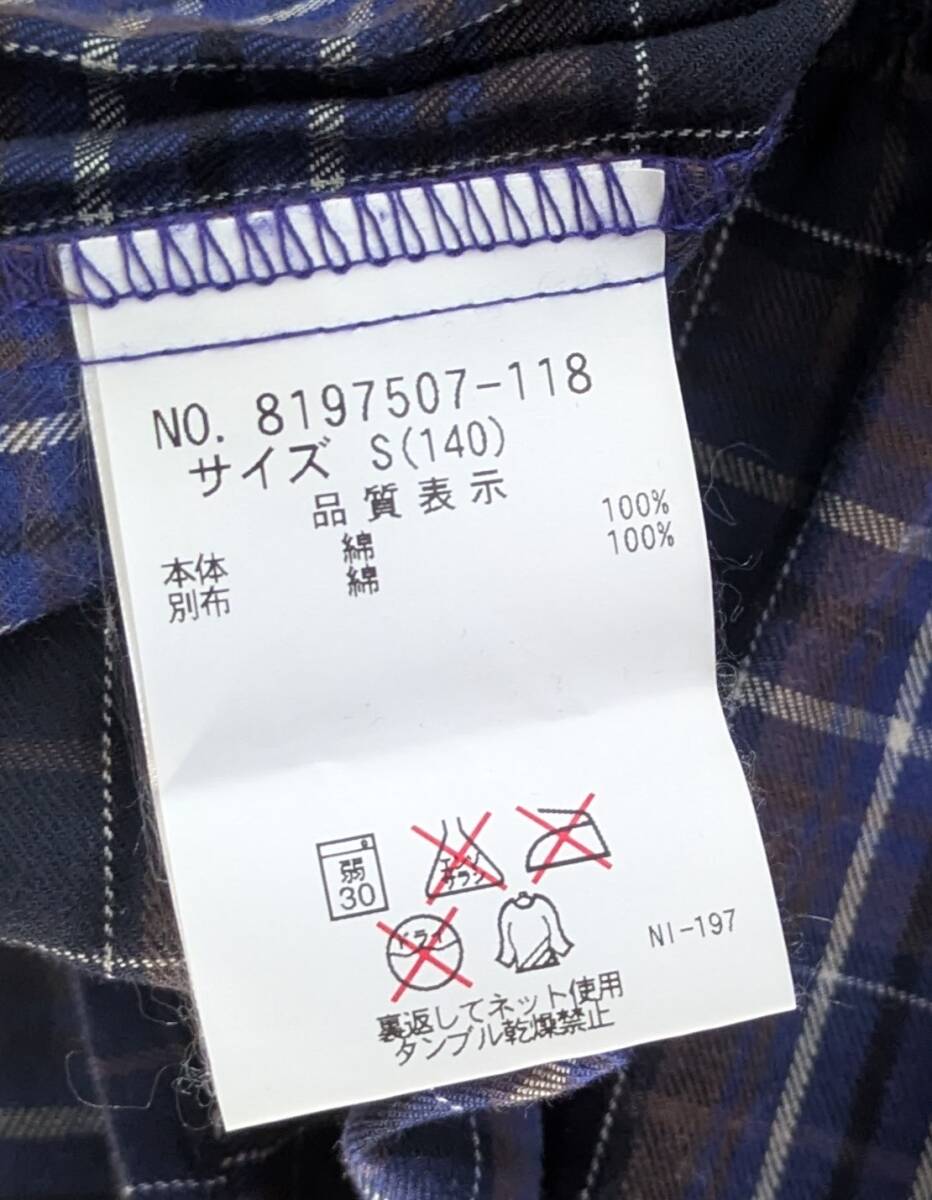 NO. 8197507-118
サイズ S(140)
品質表示
本体 綿 100%
別布 綿 100%
弱
30
エンソ
サラシ
ドライ
NI-197
裏返してネット使用
タンブル乾燥禁止